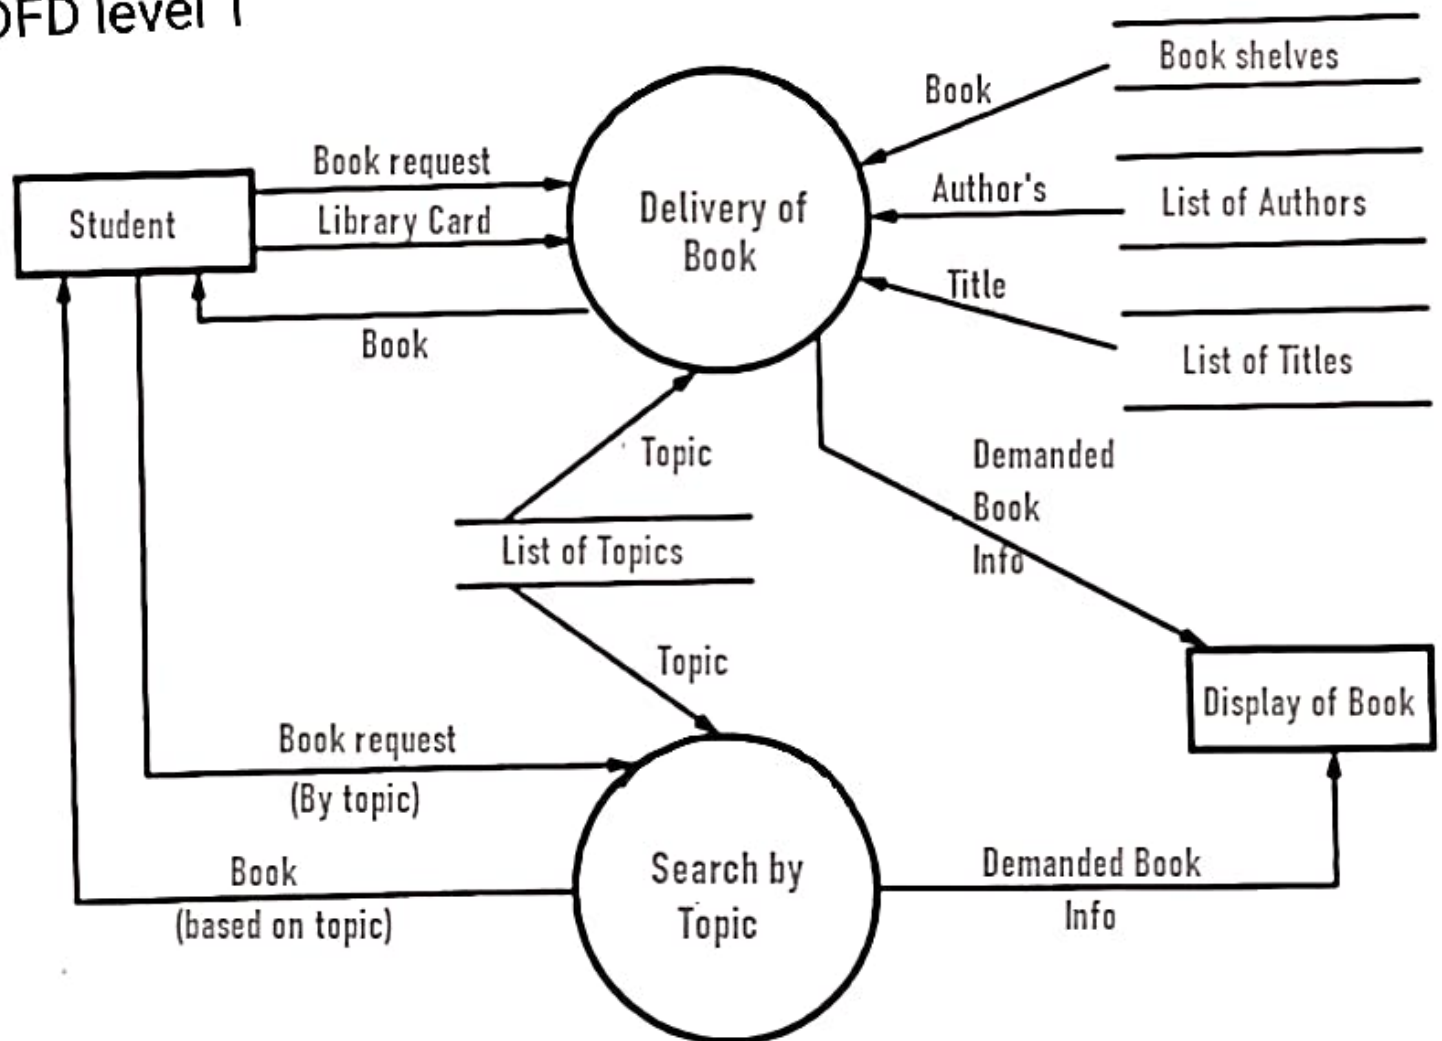 DFD level 1
Book shelves
Book
Book request
Author's
List of Authors
Student
Library Card
Delivery of
Book
Title
Book
List of Titles
Topic
Demanded
Book
Info
List of Topics
Topic
Display of Book
Book request
(By topic)
Book
(based on topic)
Search by
Topic
Demanded Book
Info